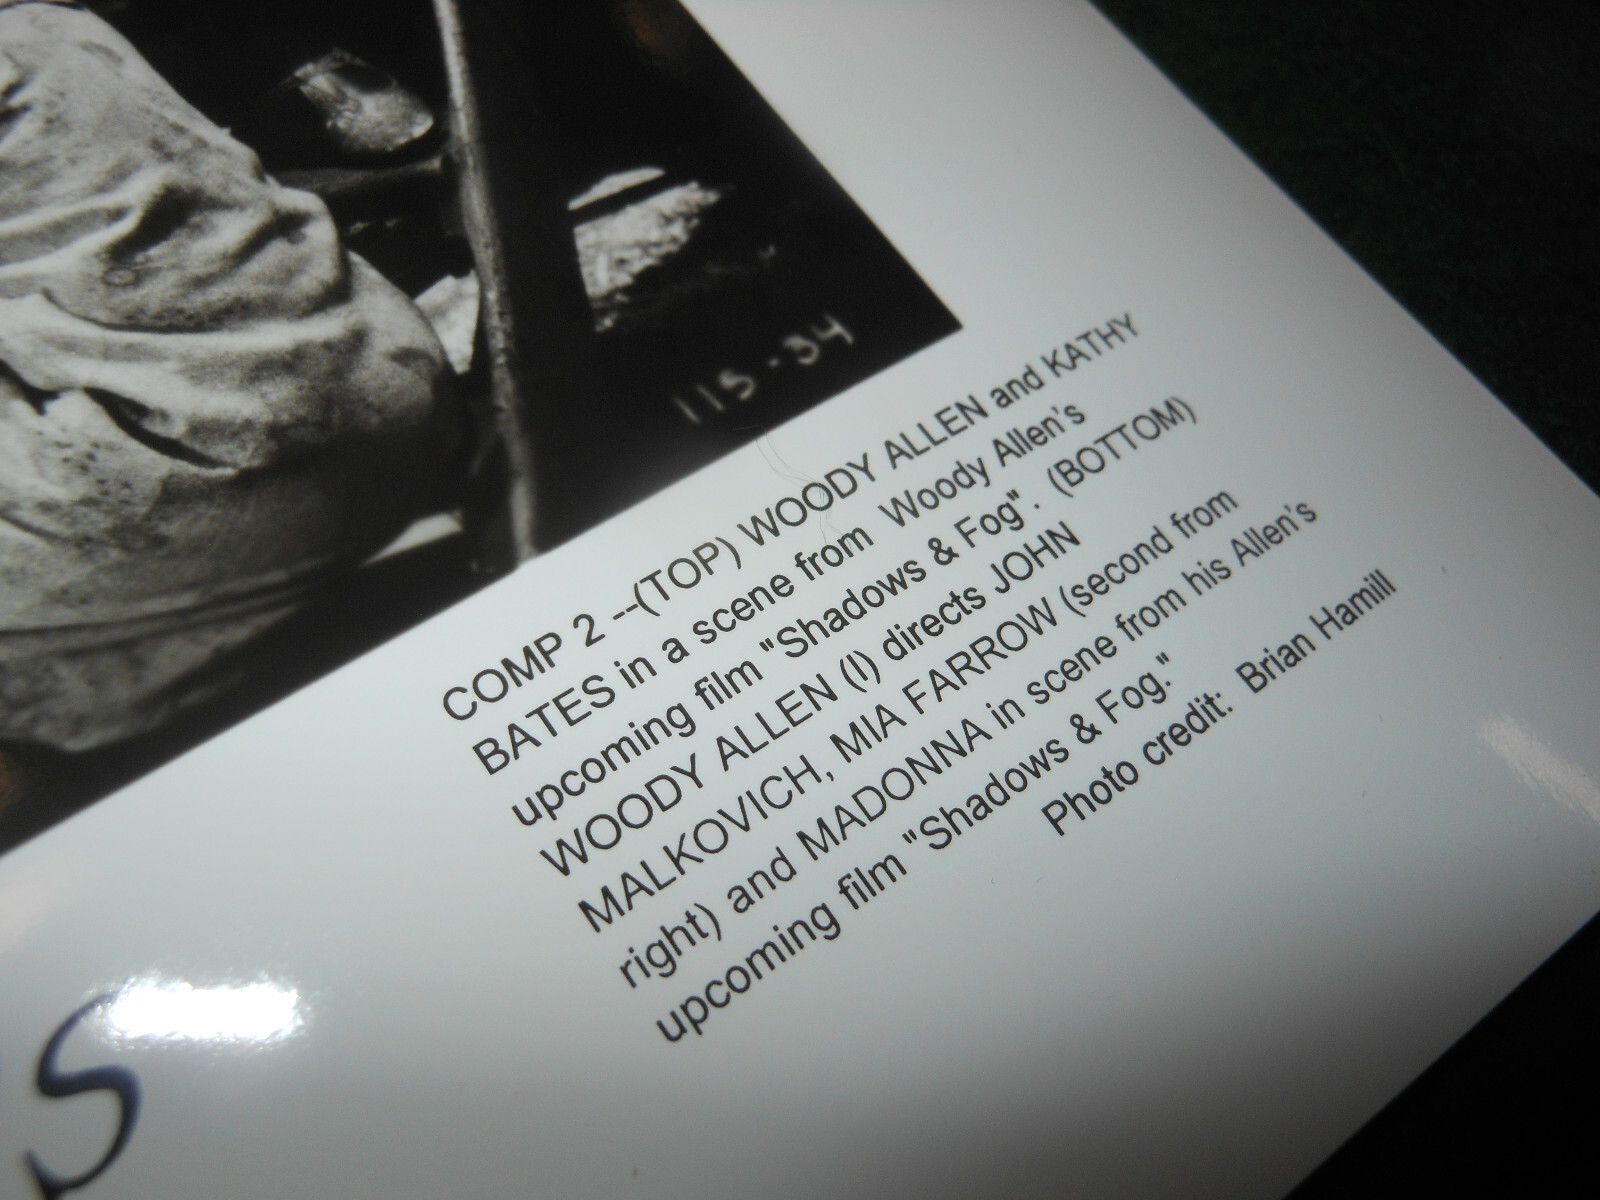 115-34
COMP 2 --(TOP) WOODY ALLEN and KATHY
BATES in a scene from Woody Allen's
upcoming film "Shadows & Fog". (BOTTOM)
WOODY ALLEN (l) directs JOHN
MALKOVICH, MIA FARROW (second from
right) and MADONNA in scene from his Allen's
upcoming film "Shadows & Fog."
Photo credit: Brian Hamill
S